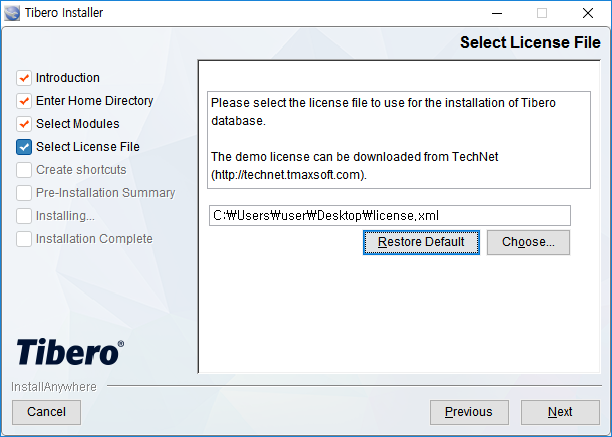 Tibero Installer
Select License File
Introduction
Enter Home Directory
Select Modules
Select License File
Create shortcuts
Pre-Installation Summary
Installing...
Installation Complete
Please select the license file to use for the installation of Tibero
database.
The demo license can be downloaded from TechNet
(http://technet.tmaxsoft.com).
C:₩Users₩user₩Desktop₩license.xml
Restore Default
Choose...
Tibero®
InstallAnywhere
Cancel
Previous
Next